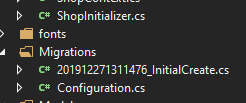 ShopInitializer.cs
fonts
Migrations
C# 201912271311476_InitialCreate.cs
C# Configuration.cs